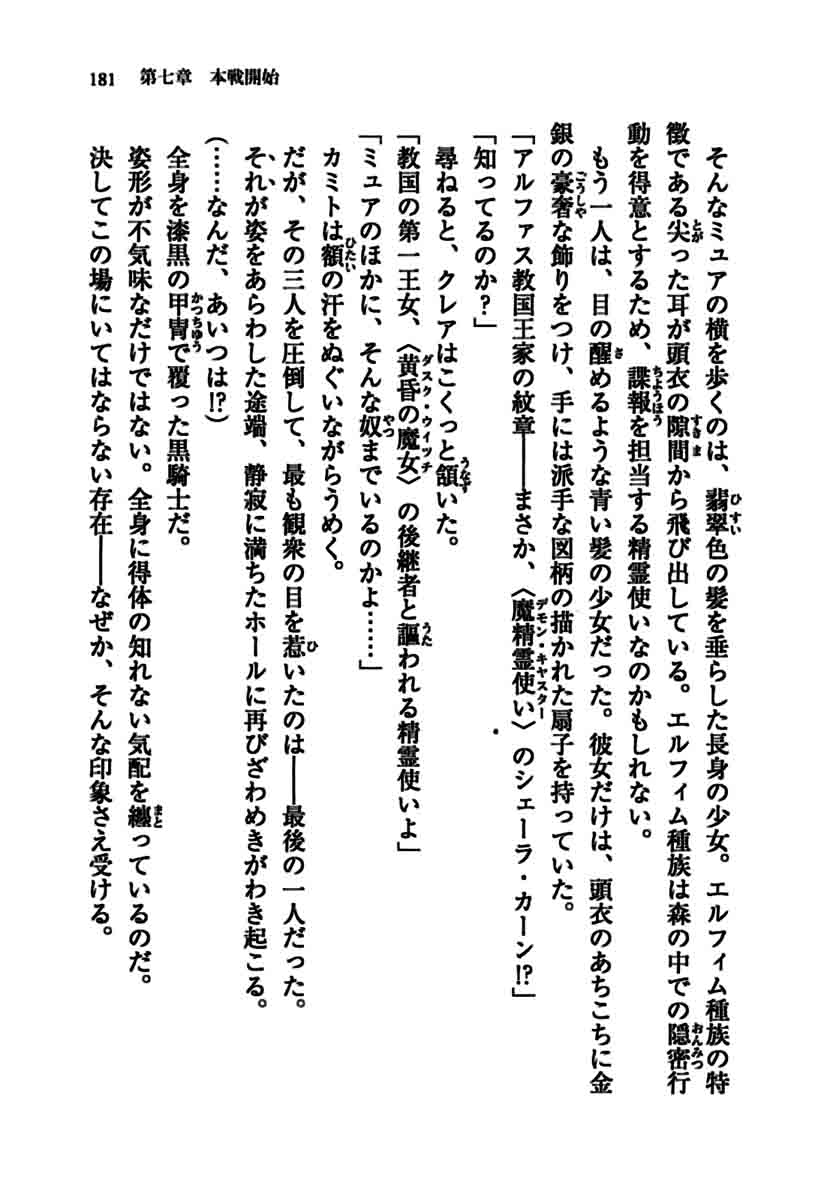 181　第七章　本戦開始
　そんなミュアの横を歩くのは、翡翠色の髪を垂らした長身の少女。エルフィム種族の特
徴である尖った耳が頭衣の隙間から飛び出している。エルフィム種族は森の中での隠密行
動を得意とするため、諜報を担当する精霊使いなのかもしれない。
　もう一人は、目の醒めるような青い髪の少女だった。彼女だけは、頭衣のあちこちに金
銀の豪奢な飾りをつけ、手には派手な図柄の描かれた扇子を持っていた。
「アルファス教国王家の紋章――まさか、〈魔精霊使い〉のシェーラ・カーン!?」
「知ってるのか？」
　尋ねると、クレアはこくっと頷いた。
「教国の第一王女、〈黄昏の魔女〉の後継者と謳われる精霊使いよ」
「ミュアのほかに、そんな奴までいるのかよ……」
　カミトは額の汗をぬぐいながらうめく。
　だが、その三人を圧倒して、最も観衆の目を惹いたのは――最後の一人だった。
　それが姿をあらわした途端、静寂に満ちたホールに再びざわめきがわき起こる。
（……なんだ、あいつは!?）
　全身を漆黒の甲冑で覆った黒騎士だ。
　姿形が不気味なだけではない。全身に得体の知れない気配を纏っているのだ。
　決してこの場にいてはならない存在――なぜか、そんな印象さえ受ける。